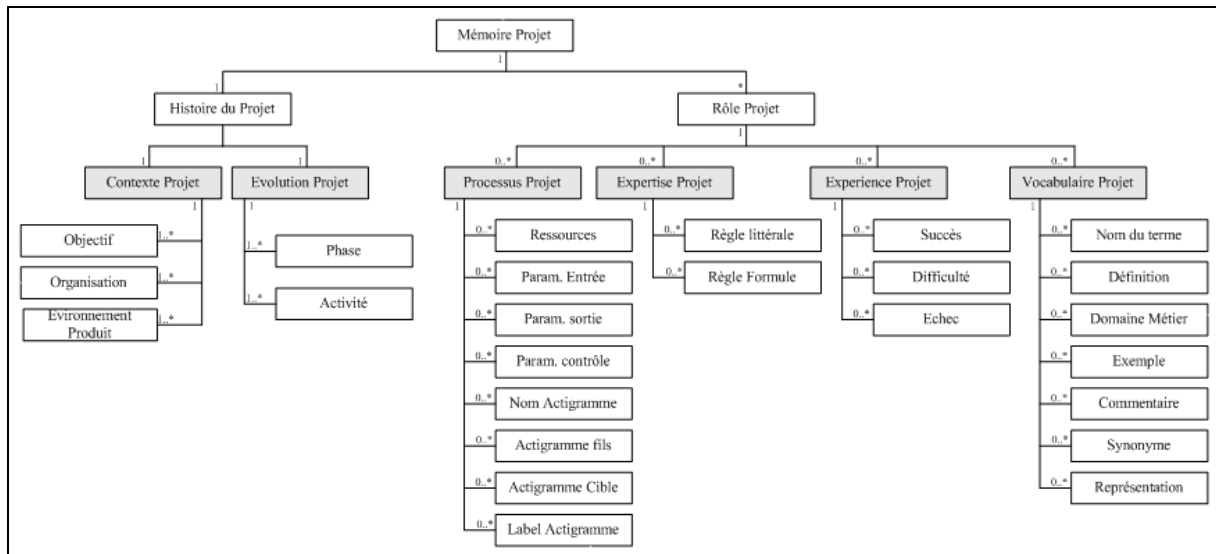 Mémoire Projet
1
1
*
Histoire du Projet
Rôle Projet
1
1
1
0..*
0..*
0..*
0..*
Contexte Projet
Evolution Projet
Processus Projet
Expertise Projet
Experience Projet
Vocabulaire Projet
1
1
1
1
1
1
Objectif
1..*
Organisation
1..*
Evironnement
Produit
1..*
1..*
Phase
1..*
Activité
0..*
Ressources
0..*
Param. Entrée
0..*
Param. sortie
0..*
Param. contrôle
0..*
Nom Actigramme
0..*
Actigramme fils
0..*
Actigramme Cible
0..*
Label Actigramme
0..*
Règle littérale
0..*
Règle Formule
0..*
Succès
0..*
Difficulté
0..*
Echec
0..*
Nom du terme
0..*
Définition
0..*
Domaine Métier
0..*
Exemple
0..*
Commentaire
0..*
Synonyme
0..*
Représentation